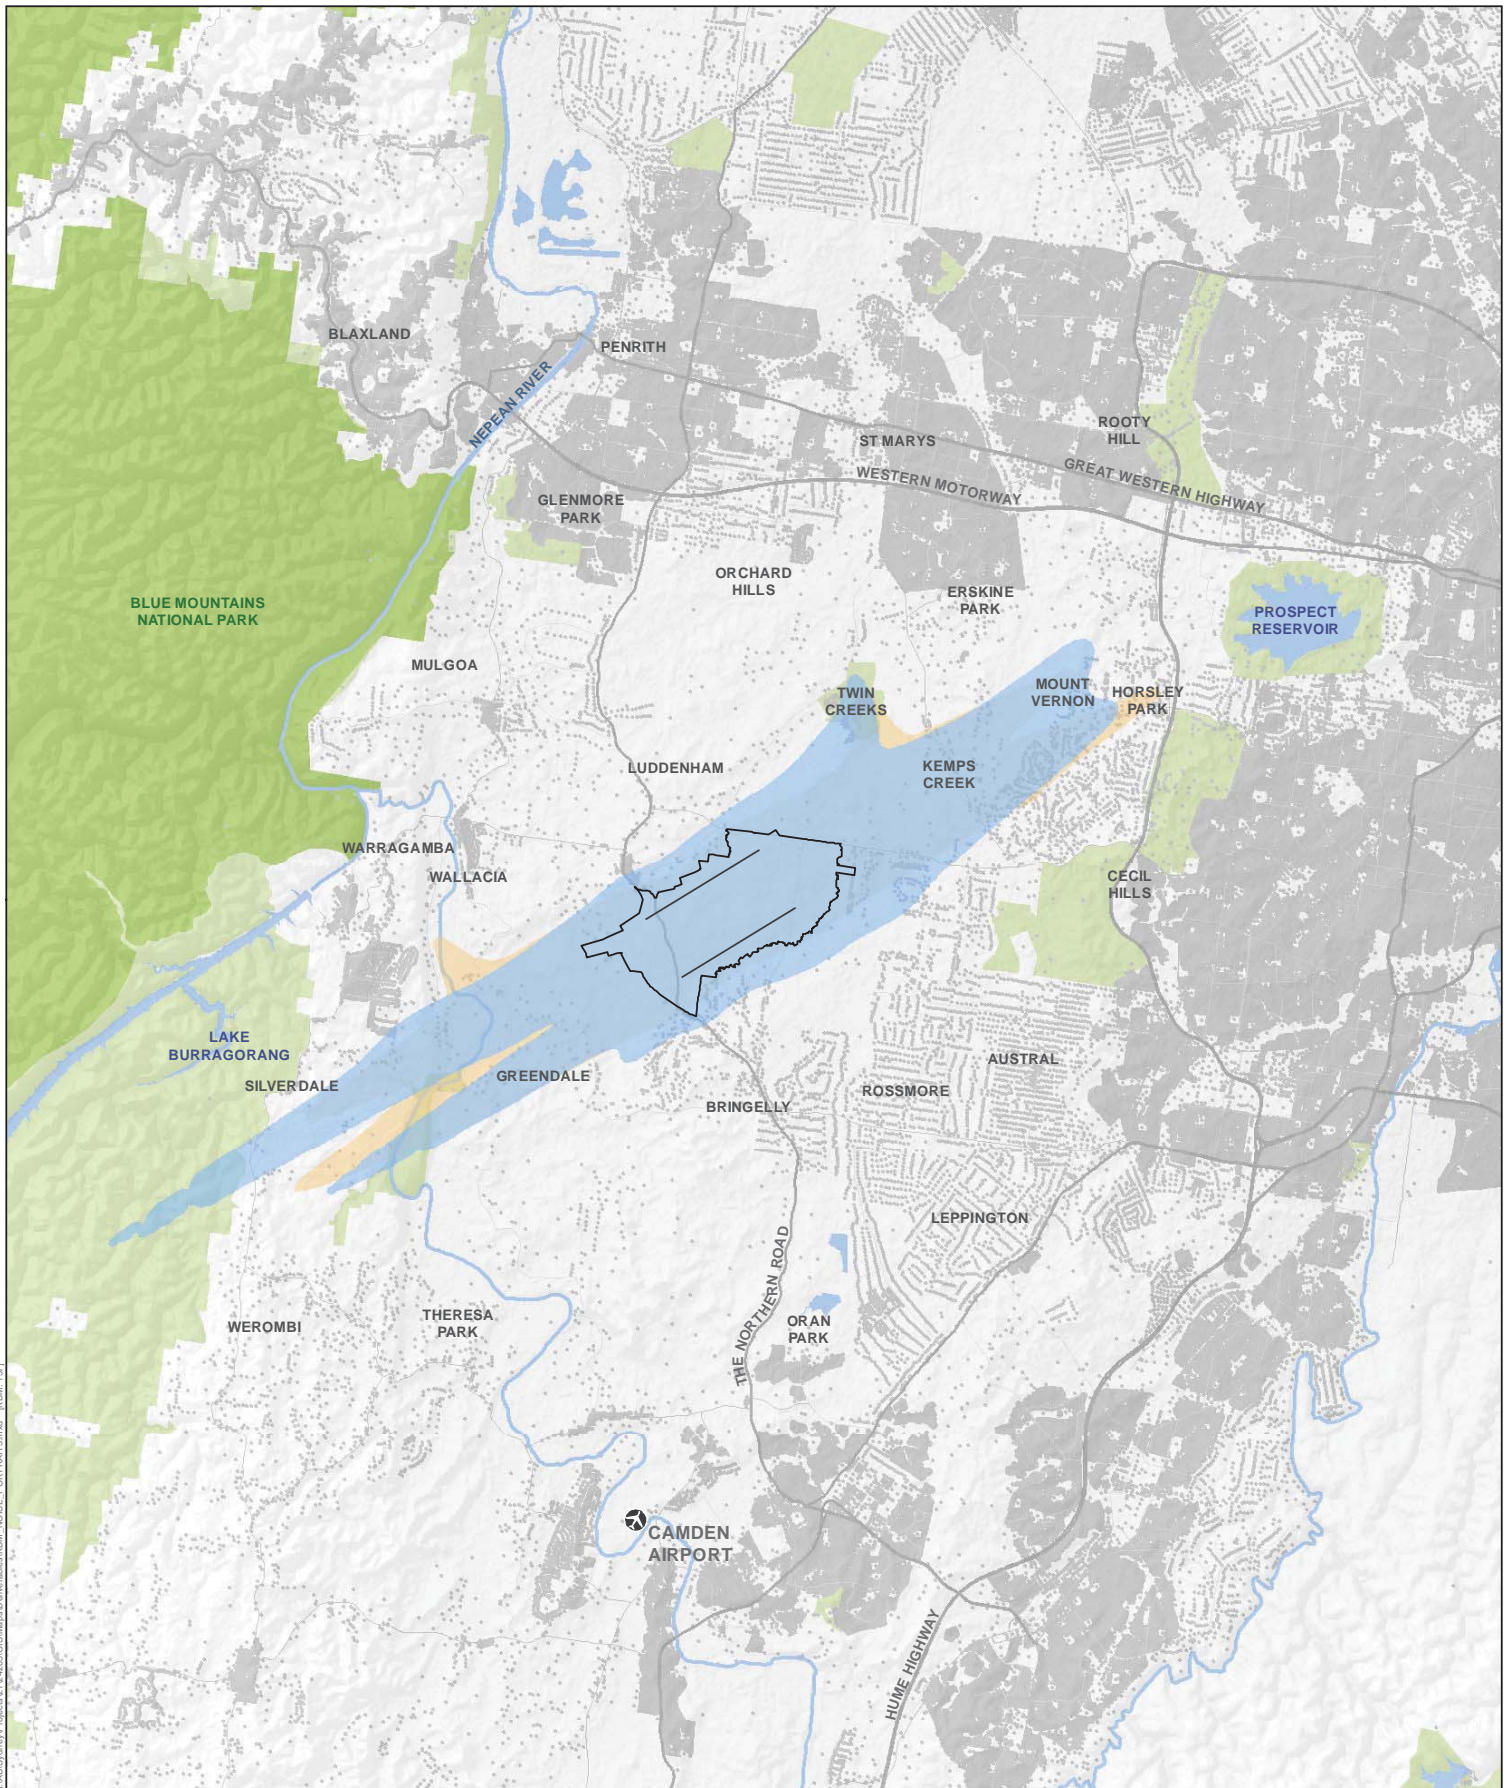 BLAXLAND
PENRITH
NEPEAN RIVER
ROOTY
HILL
ST MARYS
GREAT WESTERN HIGHWAY
WESTERN MOTORWAY
GLENMORE
PARK
ORCHARD
HILLS
ERSKINE
PARK
BLUE MOUNTAINS
NATIONAL PARK
PROSPECT
RESERVOIR
MULGOA
TWIN
CREEKS
MOUNT
VERNON
HORSLEY
PARK
LUDDENHAM
KEMPS
CREEK
WARRAGAMBA
WALLACIA
CECIL
HILLS
LAKE
BURRAGORANG
SILVERDALE
GREENDALE
AUSTRAL
ROSSMORE
BRINGELLY
LEPPINGTON
THE NORTHERN ROAD
WEROMBI
THERESA
PARK
ORAN
PARK
CAMDEN
AIRPORT
HUME HIGHWAY